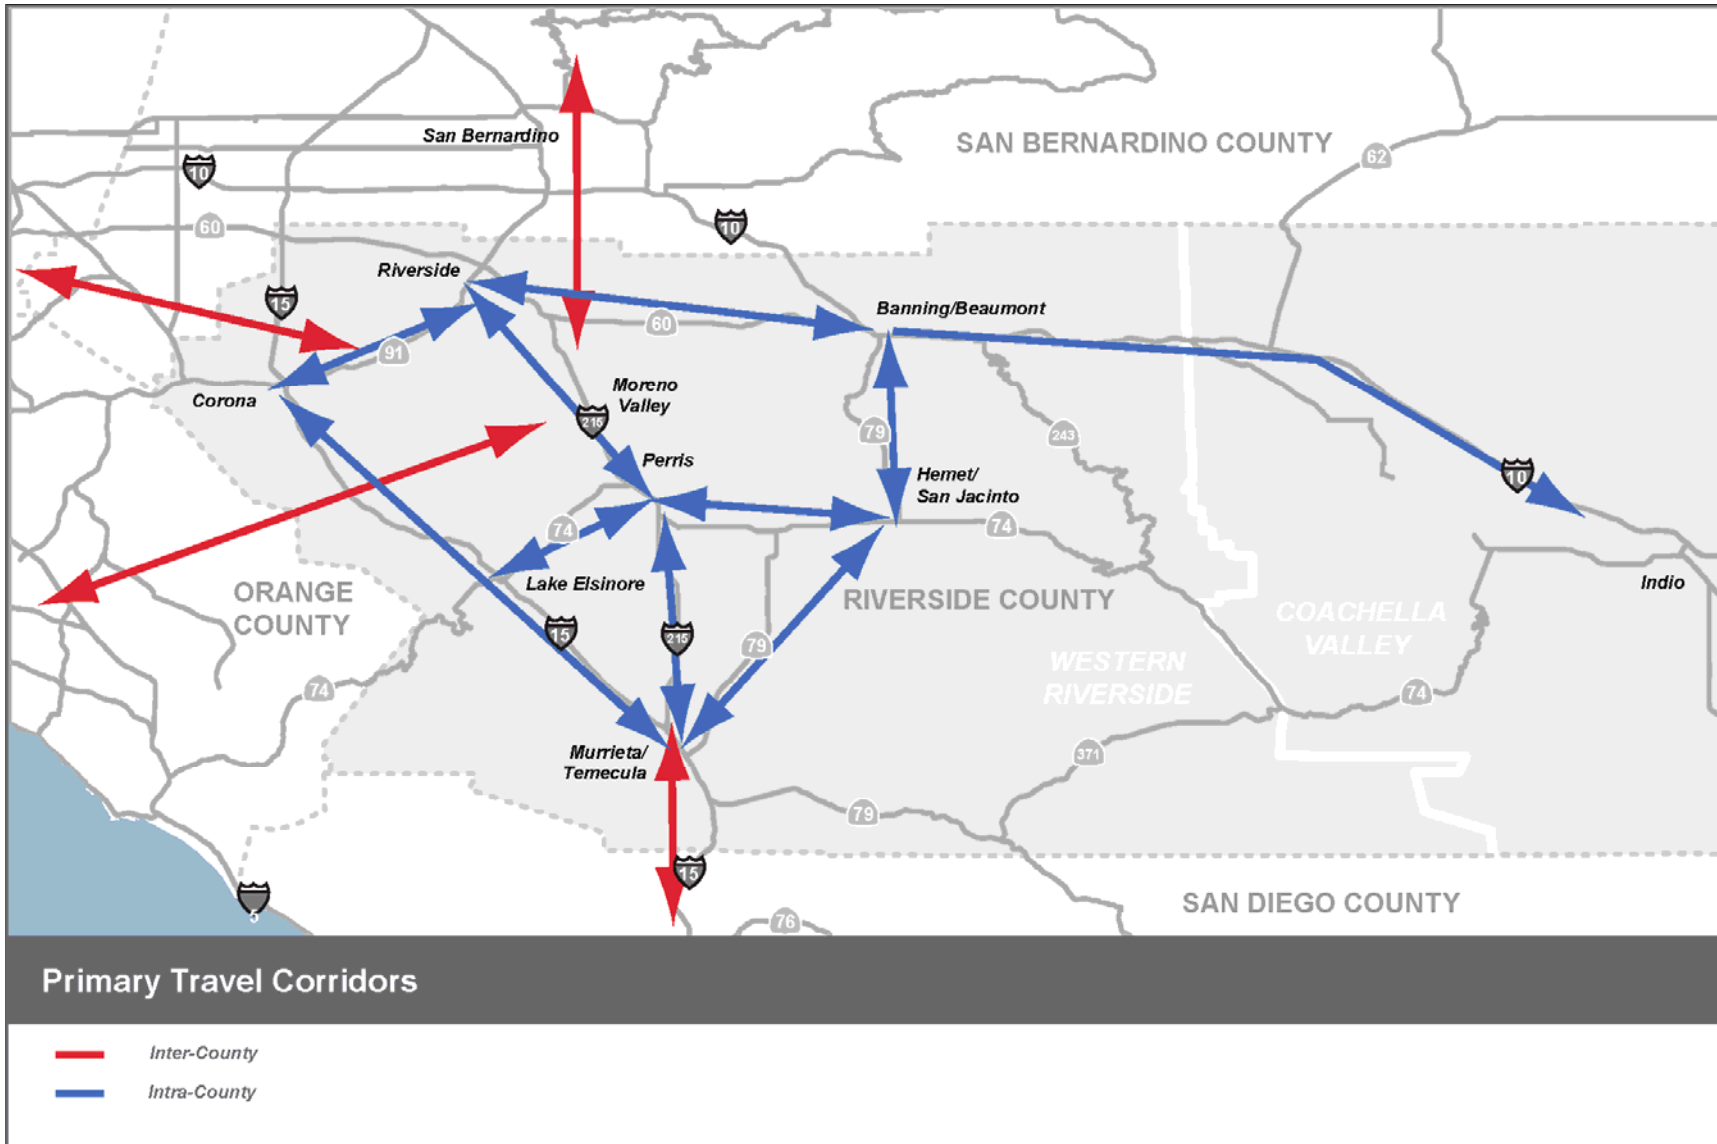 San Bernardino
SAN BERNARDINO COUNTY
62
10
60
10
Riverside
15
Banning/Beaumont
60
91
Corona
Moreno
Valley
215
79
243
Perris
Hemet/
San Jacinto
10
74
74
Lake Elsinore
Indio
ORANGE
COUNTY
RIVERSIDE COUNTY
COACHELLA
VALLEY
15
215
79
WESTERN
RIVERSIDE
74
74
Murrieta/
Temecula
371
79
15
5
76
SAN DIEGO COUNTY
Primary Travel Corridors
Inter-County
Intra-County